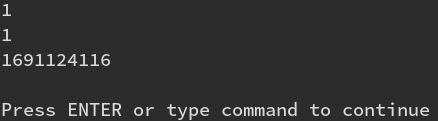 1
1
1691124116
Press ENTER or type command to continue